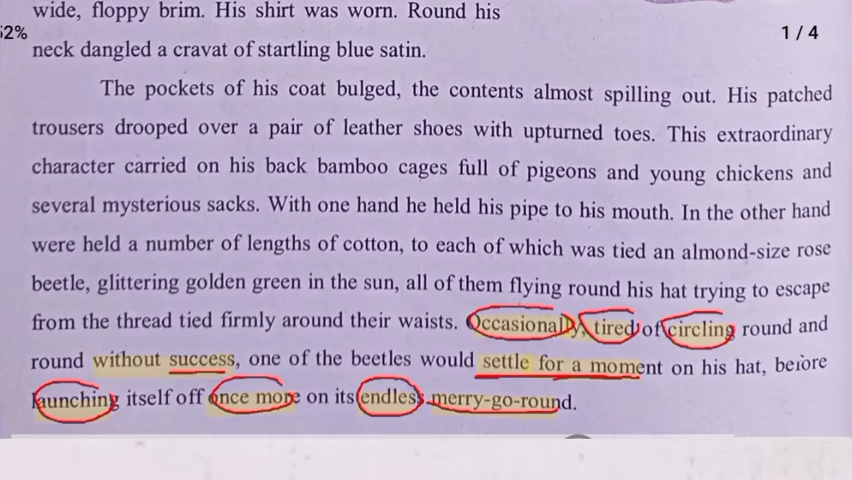 wide, floppy brim. His shirt was worn. Round his
52%
1 / 4
neck dangled a cravat of startling blue satin.
The pockets of his coat bulged, the contents almost spilling out. His patched
trousers drooped over a pair of leather shoes with upturned toes. This extraordinary
character carried on his back bamboo cages full of pigeons and young chickens and
several mysterious sacks. With one hand he held his pipe to his mouth. In the other hand
were held a number of lengths of cotton, to each of which was tied an almond-size rose
beetle, glittering golden green in the sun, all of them flying round his hat trying to escape
from the thread tied firmly around their waists. Occasionally, tired of circling round and
round without success, one of the beetles would settle for a moment on his hat, before
launching itself off once more on its endless merry-go-round.